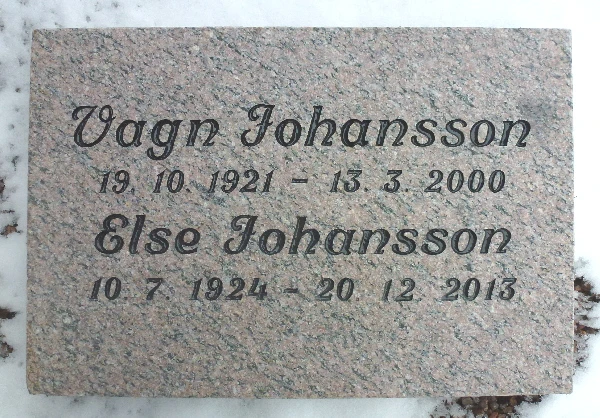 Vagn Johansson
19. 10. 1921 - 13. 3. 2000
Else Johansson
10. 7. 1924 - 20. 12. 2013